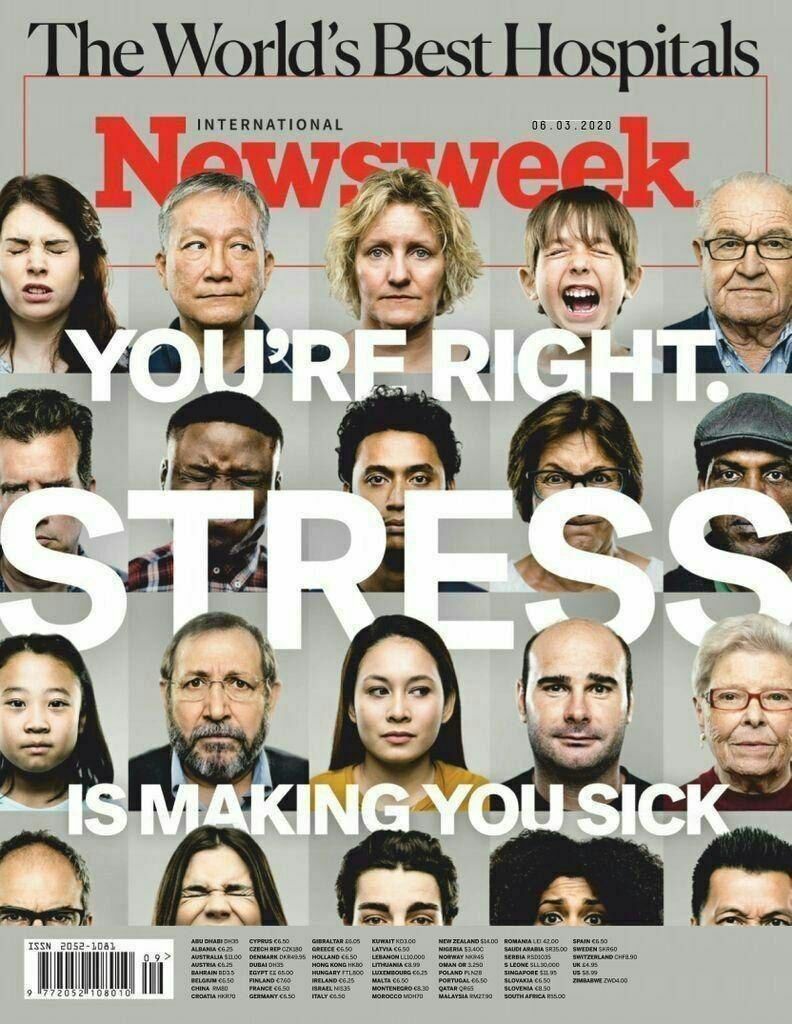 The World's Best Hospitals
INTERNATIONAL
06.03.2020
Newsweek
YOU'RE RIGHT.
STRESS
IS MAKING YOU SICK
ISSN 2052-1081
09>
9 772052 108010
ABU DHABI DH35
ALBANIA €6.25
AUSTRALIA $11.00
AUSTRIA €6.25
BAHRAIN BD3.5
BELGIUM €6.50
CHINA RMB80
CROATIA HKR70
CYPRUS €6.50
CZECH REP CZK180
DENMARK DKR49.95
DUBAI DH35
EGYPT E£ 65.00
FINLAND €7.60
FRANCE €6.50
GERMANY €6.50
GIBRALTAR £6.05
GREECE €6.50
HOLLAND €6.50
HONG KONG HK80
HUNGARY FT1,800
IRELAND €6.25
ISRAEL NIS35
ITALY €6.50
KUWAIT KD3.00
LATVIA €6.50
LEBANON LL10,000
LITHUANIA €8.99
LUXEMBOURG €6.25
MALTA €6.50
MONTENEGRO €8.30
MOROCCO MDH70
NEW ZEALAND $14.00
NIGERIA $3.40C
NORWAY NKR45
OMAN OR 3.250
POLAND PLN28
PORTUGAL €6.50
QATAR QR65
MALAYSIA RM27.90
ROMANIA LEI 42.00
SAUDI ARABIA SR35.00
SERBIA RSD1035
S LEONE SLL30,000
SINGAPORE $11.95
SLOVAKIA €6.50
SLOVENIA €8.50
SOUTH AFRICA R55.00
SPAIN €6.50
SWEDEN SKR60
SWITZERLAND CHF8.90
UK £4.95
US $8.99
ZIMBABWE ZWD4.00